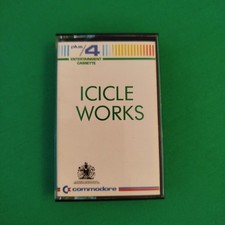 plus/4
ENTERTAINMENT
CASSETTE
ICICLE
WORKS
commodore